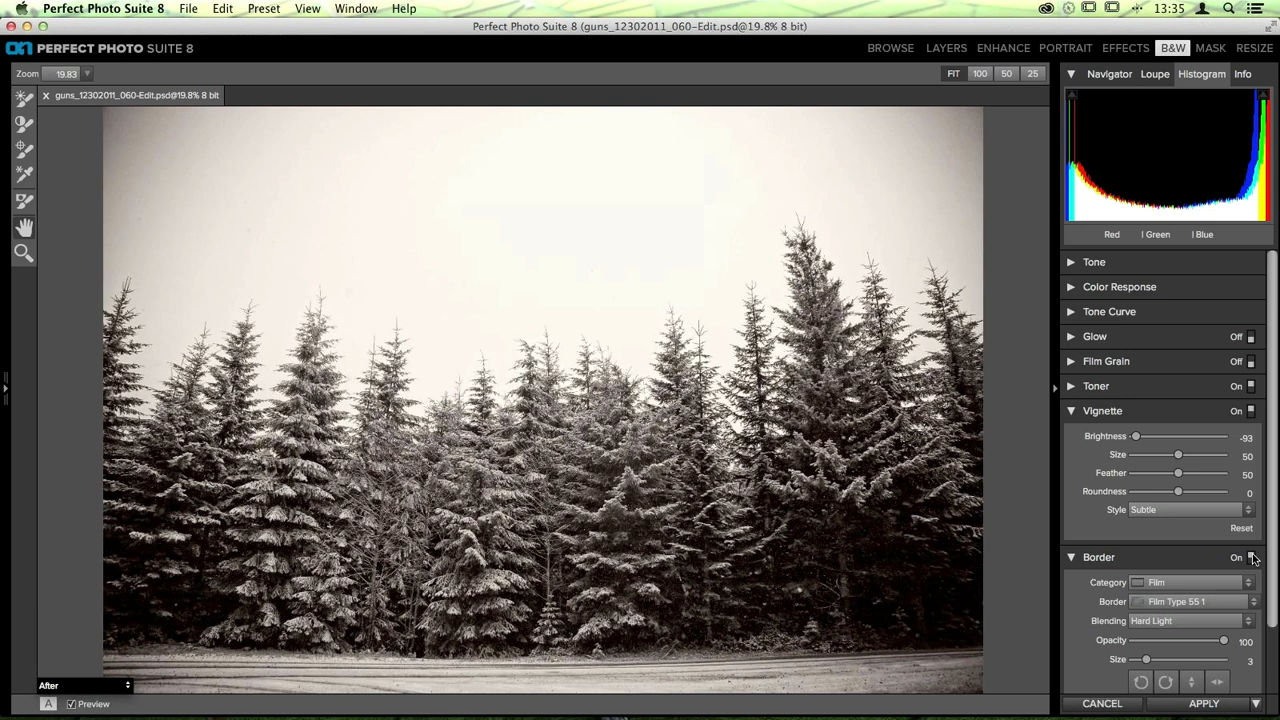 Perfect Photo Suite 8 File Edit Preset View Window Help 13:35
Perfect Photo Suite 8 (guns_12302011_060-Edit.psd@19.8% 8 bit)
on PERFECT PHOTO SUITE 8 BROWSE LAYERS ENHANCE PORTRAIT EFFECTS B&W MASK RESIZE
Zoom 19.83 FIT 100 50 25
Navigator Loupe Histogram Info
x guns_12302011_060-Edit.psd@19.8% 8 bit
Red | Green | Blue
Tone
Color Response
Tone Curve
Glow Off
Film Grain Off
Toner On
Vignette On
Brightness -93
Size 50
Feather 50
Roundness 0
Style Subtle
Reset
Border On
Category Film
Border Film Type 55 1
Blending Hard Light
Opacity 100
Size 3
After
A Preview
CANCEL APPLY